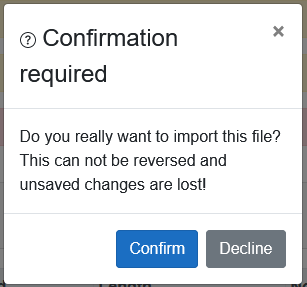 Confirmation
required
Do you really want to import this file?
This can not be reversed and
unsaved changes are lost!
Confirm Decline